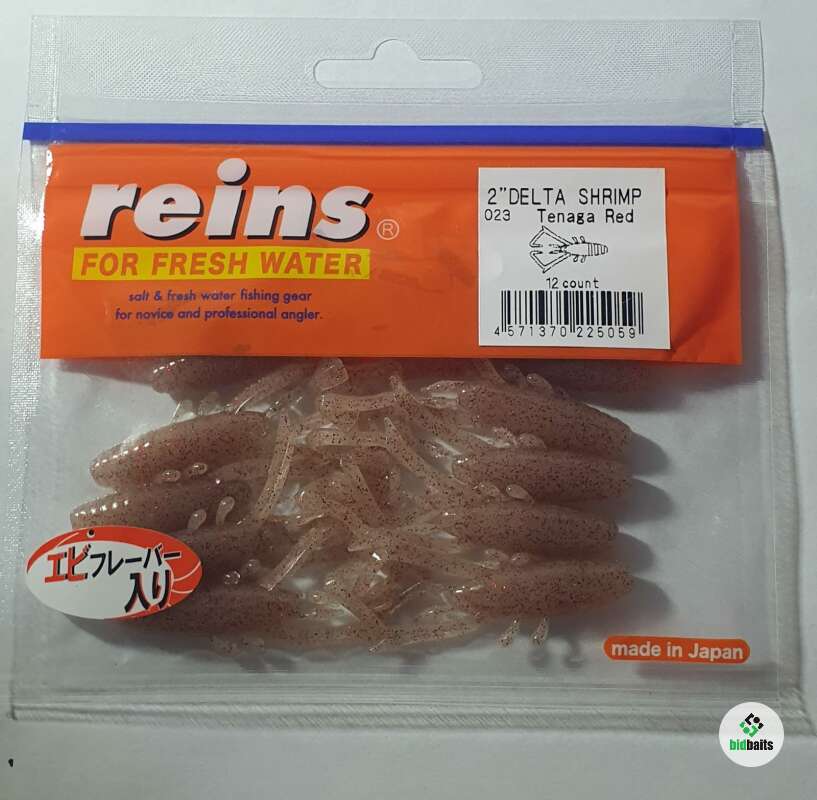 reins®
FOR FRESH WATER
salt & fresh water fishing gear
for novice and professional angler.
2"DELTA SHRIMP
023 Tenaga Red
12 count
4 571370 225059
エビフレーバー
入り
made in Japan
bidbaits